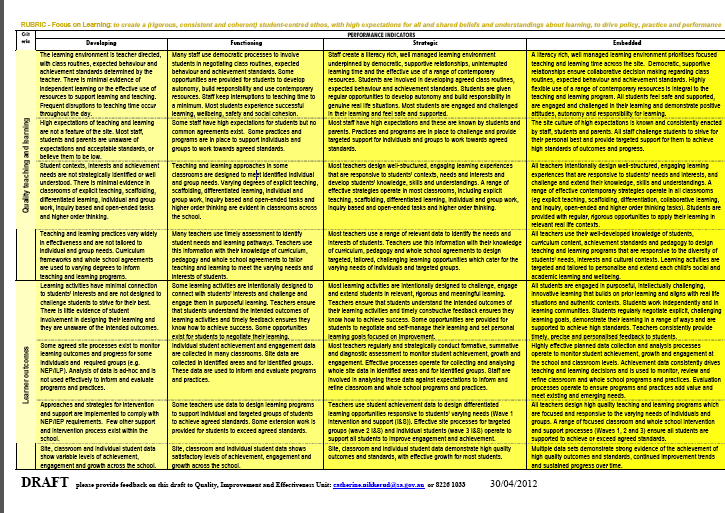 RUBRIC - Focus on Learning: to create a (rigorous, consistent and coherent) student-centred ethos, with high expectations for all and shared beliefs and understandings about learning, to drive policy, practice and performance
PERFORMANCE INDICATORS
Developing
Functioning
Strategic
Embedded
Quality teaching and learning
The learning environment is teacher directed,
with class routines, expected behaviour and
achievement standards determined by the
teacher. There is minimal evidence of
independent learning or the effective use of
resources to support learning and teaching.
Frequent disruptions to teaching time occur
throughout the day.
Many staff use democratic processes to involve
students in negotiating class routines, expected
behaviour and achievement standards. Some
opportunities are provided for students to develop
autonomy, build responsibility and use contemporary
resources. Staff keep interruptions to teaching time to
a minimum. Most students experience successful
learning, wellbeing, safety and social cohesion.
Staff create a literacy rich, well managed learning environment
underpinned by democratic, supportive relationships, uninterrupted
learning time and the effective use of a range of contemporary
resources. Students are involved in developing agreed class routines,
expected behaviour and achievement standards. Students are given
regular opportunities to develop autonomy and build responsibility in
genuine real life situations. Most students are engaged and challenged
in their learning and feel safe and supported.
A literacy rich, well managed learning environment prioritises focused
teaching and learning time across the site. Democratic, supportive
relationships ensure collaborative decision making regarding class
routines, expected behaviour and achievement standards. Highly
flexible use of a range of contemporary resources is integral to the
teaching and learning program. All students feel safe and supported,
are engaged and challenged in their learning and demonstrate positive
attitudes, autonomy and responsibility for learning.
High expectations of teaching and learning
are not a feature of the site. Most staff,
students and parents are unaware of
expectations and acceptable standards, or
believe them to be low.
Some staff have high expectations for students but no
common agreements exist. Some practices and
programs are in place to support individuals and
groups to work towards agreed standards.
Most staff have high expectations and these are known by students and
parents. Practices and programs are in place to challenge and provide
targeted support for individuals and groups to work towards agreed
standards.
The site culture of high expectations is known and consistently enacted
by staff, students and parents. All staff challenge students to strive for
their personal best and provide targeted support for them to achieve
high standards of outcomes and progress.
Student contexts, interests and achievement
needs are not strategically identified or well
understood. There is minimal evidence in
classrooms of explicit teaching, scaffolding,
differentiated learning, individual and group
work, inquiry based and open-ended tasks
and higher order thinking.
Teaching and learning approaches in some
classrooms are designed to meet identified individual
and group needs. Varying degrees of explicit teaching,
scaffolding, differentiated learning, individual and
group work, inquiry based and open-ended tasks and
higher order thinking are evident in classrooms across
the school.
Most teachers design well-structured, engaging learning experiences
that are responsive to students' contexts, needs and interests and
develop students' knowledge, skills and understandings. A range of
effective strategies operate in most classrooms, including explicit
teaching, scaffolding, differentiated learning, individual and group work,
inquiry based and open-ended tasks and higher order thinking.
All teachers intentionally design well-structured, engaging learning
experiences that are responsive to students' needs and interests, and
challenge and extend their knowledge, skills and understandings. A
range of effective contemporary strategies operate in all classrooms
(eg explicit teaching, scaffolding, differentiation, collaborative learning,
and inquiry, open-ended and higher order thinking tasks). Students are
provided with regular, rigorous opportunities to apply their learning in
relevant real life contexts.
Teaching and learning practices vary widely
in effectiveness and are not tailored to
individual and group needs. Curriculum
frameworks and whole school agreements
are used to varying degrees to inform
teaching and learning programs.
Many teachers use timely assessment to identify
student needs and learning pathways. Teachers use
this information with their knowledge of curriculum,
pedagogy and whole school agreements to tailor
teaching and learning to meet the varying needs and
interests of students.
Most teachers use a range of relevant data to identify the needs and
interests of students. Teachers use this information with their knowledge
of curriculum, pedagogy and whole school agreements to design
targeted, tailored, challenging learning opportunities which cater for the
varying needs of individuals and targeted groups.
All teachers use their well-developed knowledge of students,
curriculum content, achievement standards and pedagogy to design
teaching and learning programs that are responsive to the diversity of
students' needs, interests and cultural contexts. Learning activities are
targeted and tailored to personalise and extend each child's social and
academic learning and wellbeing.
Learner outcomes
Learning activities have minimal connection
to students' interests and are not designed to
challenge students to strive for their best.
There is little evidence of student
involvement in designing their learning and
they are unaware of the intended outcomes.
Some learning activities are intentionally designed to
connect with students' interests and challenge and
engage them in purposeful learning. Teachers ensure
that students understand the intended outcomes of
learning activities and timely feedback ensures they
know how to achieve success. Some opportunities
exist for students to negotiate their learning.
Most learning activities are intentionally designed to challenge, engage
and extend students in relevant, rigorous and meaningful learning.
Teachers ensure that students understand the intended outcomes of
learning activities and timely constructive feedback ensures they know
how to achieve success. Some opportunities are provided for
students to negotiate and self-manage their learning and set personal
learning goals focused on improvement.
All students are engaged in purposeful, intellectually challenging,
innovative learning that builds on prior learning and aligns with real life
situations and authentic contexts. Students work independently and in
learning communities. Students regularly negotiate explicit, challenging
learning goals, demonstrate their learning in a range of ways and are
supported to achieve high standards. Teachers consistently provide
timely, precise and personalised feedback to students.
Some agreed site processes exist to monitor
learning outcomes and progress for some
individuals and required groups (e.g.
NEP/ILP). Analysis of data is ad-hoc and is
not used effectively to inform and evaluate
programs and practices.
Individual student achievement and engagement data
are collected in many classrooms. Site data are
collected in identified areas and for identified groups.
These data are used to inform and evaluate programs
and practices.
Most teachers regularly and strategically conduct formative, summative
and diagnostic assessment to monitor student achievement, growth and
engagement. Effective processes operate for collecting and analysing
whole site data in identified areas and for identified groups. Staff are
involved in analysing these data against expectations to inform and
refine classroom and whole school programs and practices.
Highly effective planned data collection and analysis processes
operate to monitor student achievement, growth and engagement at
the school and classroom levels. Achievement data consistently drives
teaching and learning decisions and is used to monitor, review and
refine classroom and whole school programs and practices. Evaluation
processes operate to ensure programs and practices add value and
meet existing and emerging needs.
Approaches and strategies for intervention
and support are implemented to comply with
NEP/IEP requirements. Few other support
and intervention process exist within the
school.
Some teachers use data to design learning programs
to support individual and targeted groups of students
to achieve agreed standards. Some extension work is
provided for students to exceed agreed standards.
Teachers use student achievement data to design differentiated
learning opportunities responsive to students' varying needs (Wave 1
intervention and support (I&S)). Effective site processes for targeted
groups (wave 2 I&S) and individual students (wave 3 I&S) operate to
support all students to improve engagement and achievement.
All teachers design high quality teaching and learning programs which
are focused and responsive to the varying needs of individuals and
groups. A range of focused classroom and whole school intervention
and support processes (Waves 1, 2 and 3) ensure all students are
supported to achieve or exceed agreed standards.
Site, classroom and individual student data
show variable levels of achievement,
engagement and growth across the school.
Site, classroom and individual student data shows
satisfactory levels of achievement, engagement and
growth across the school.
Site, classroom and individual student data demonstrate high quality
outcomes and standards, with effective growth for most students.
Multiple data sets demonstrate strong evidence of the achievement of
high quality outcomes and standards, continued improvement trends
and sustained progress over time.
DRAFT please provide feedback on this draft to Quality, Improvement and Effectiveness Unit: catherine.nikkerud@sa.gov.au or 8226 1035 30/04/2012